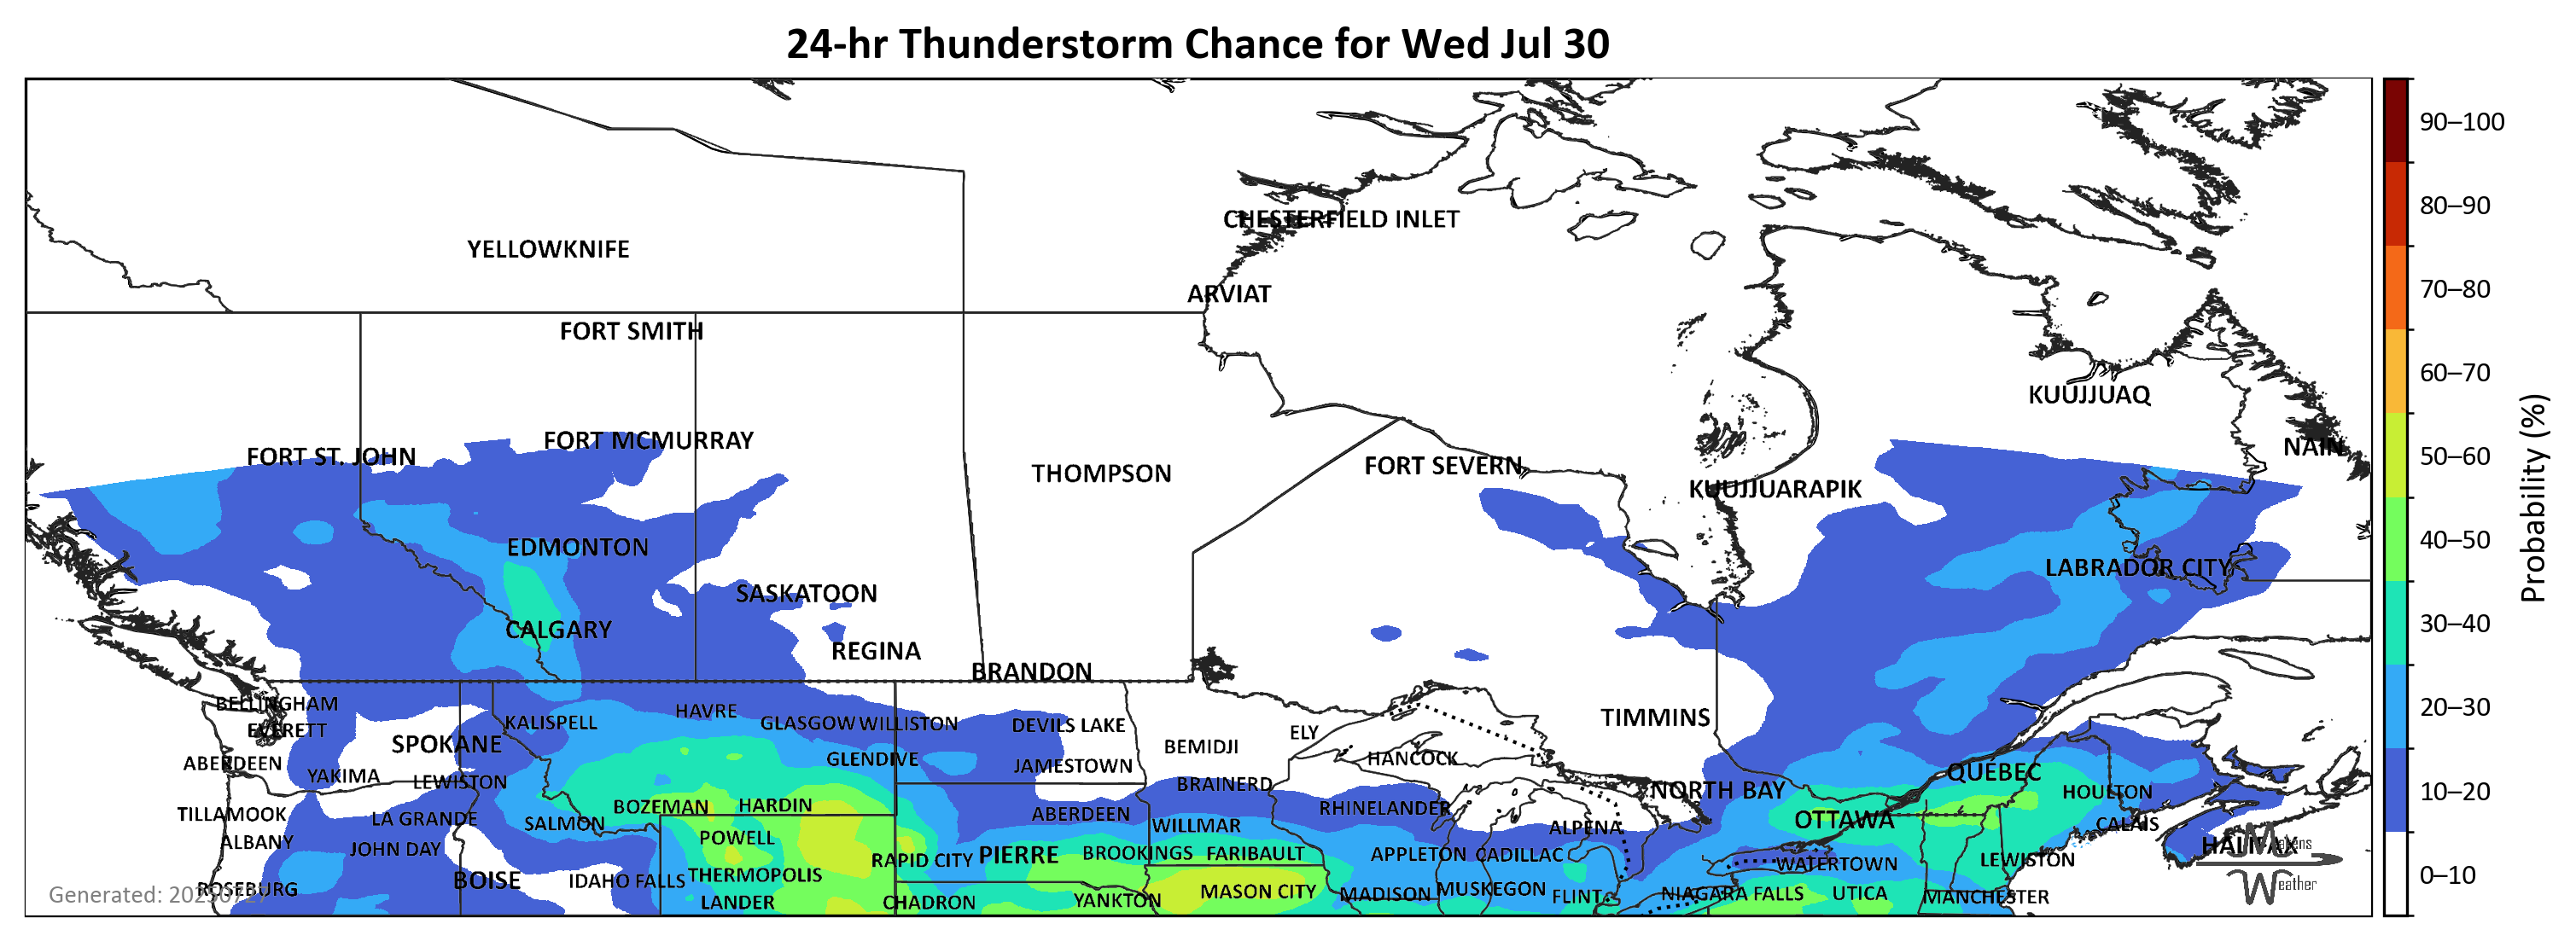 24-hr Thunderstorm Chance for Wed Jul 30
90–100
80–90
70–80
60–70
50–60
40–50
30–40
20–30
10–20
0–10
Probability (%)
CHESTERFIELD INLET
YELLOWKNIFE
ARVIAT
FORT SMITH
KUUJJUAQ
FORT MCMURRAY
NAIN
FORT ST. JOHN
FORT SEVERN
THOMPSON
KUUJJUARAPIK
EDMONTON
LABRADOR CITY
SASKATOON
CALGARY
REGINA
BRANDON
BELLINGHAM
HAVRE
TIMMINS
KALISPELL
GLASGOW
WILLISTON
DEVILS LAKE
EVERETT
ELY
SPOKANE
BEMIDJI
HANCOCK
GLENDIVE
ABERDEEN
JAMESTOWN
QUÉBEC
YAKIMA
LEWISTON
BRAINERD
NORTH BAY
HOULTON
BOZEMAN
HARDIN
RHINELANDER
TILLAMOOK
LA GRANDE
ABERDEEN
OTTAWA
SALMON
WILLMAR
ALPENA
CALAIS
POWELL
ALBANY
JOHN DAY
HALIFAX
BROOKINGS
FARIBAULT
APPLETON
CADILLAC
PIERRE
RAPID CITY
WATERTOWN
LEWISTON
THERMOPOLIS
BOISE
IDAHO FALLS
ROSEBURG
MASON CITY
MADISON
MUSKEGON
NIAGARA FALLS
UTICA
MANCHESTER
FLINT
LANDER
CHADRON
YANKTON
Generated: 20250727
Weather